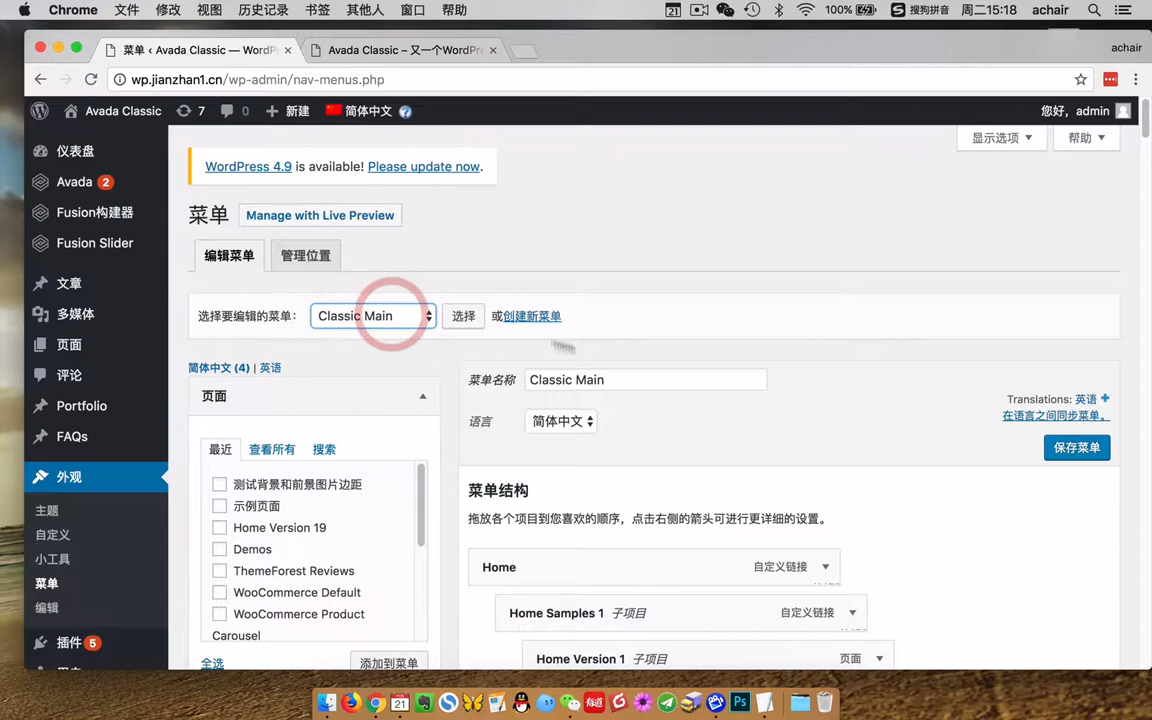 Chrome 文件 修改 视图 历史记录 书签 其他人 窗口 帮助 21 100% 搜狗拼音 周二15:18 achair
菜单 ‹ Avada Classic — WordP
Avada Classic – 又一个WordPre
achair
wp.jianzhan1.cn/wp-admin/nav-menus.php
Avada Classic 7 0 新建 简体中文 您好，admin
显示选项 帮助
仪表盘
Avada 2
Fusion构建器
Fusion Slider
文章
多媒体
页面
评论
Portfolio
FAQs
外观
主题
自定义
小工具
菜单
编辑
插件 5
WordPress 4.9 is available! Please update now.
菜单 Manage with Live Preview
编辑菜单 管理位置
选择要编辑的菜单： Classic Main 选择 或创建新菜单
简体中文 (4) | 英语
页面
最近 查看所有 搜索
测试背景和前景图片边距
示例页面
Home Version 19
Demos
ThemeForest Reviews
WooCommerce Default
WooCommerce Product
Carousel
全选 添加到菜单
菜单名称 Classic Main
语言 简体中文
Translations: 英语
在语言之间同步菜单。
保存菜单
菜单结构
拖放各个项目到您喜欢的顺序，点击右侧的箭头可进行更详细的设置。
Home 自定义链接
Home Samples 1 子项目 自定义链接
Home Version 1 子项目 页面
21
有道
Ps